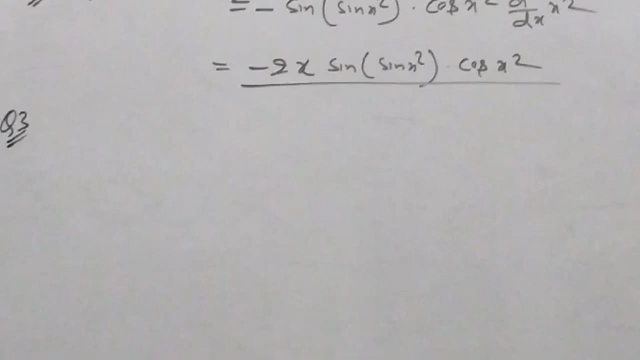 = - sin(sinx²) · cosx² d/dx x²
= -2x sin(sinx²) · cosx²
Q3